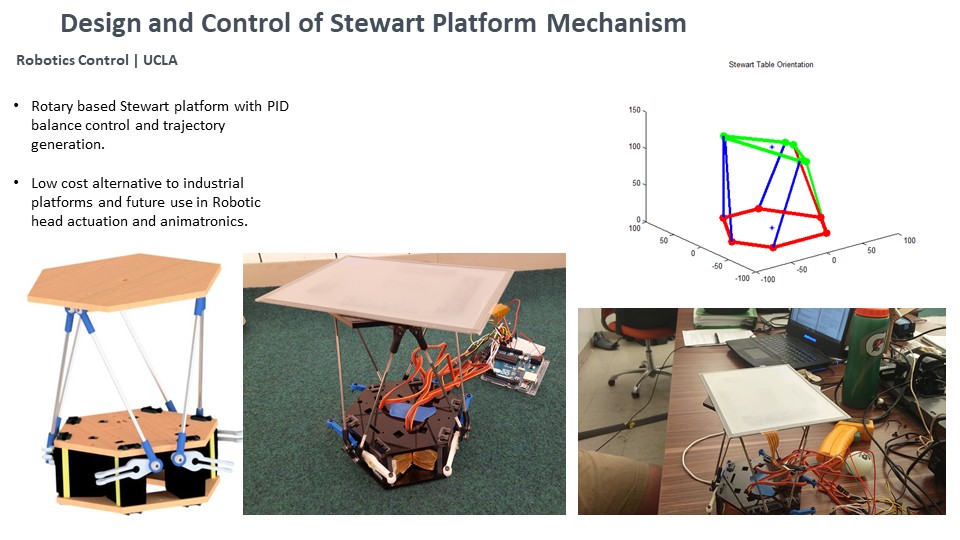 Design and Control of Stewart Platform Mechanism
Robotics Control | UCLA
• Rotary based Stewart platform with PID
balance control and trajectory
generation.
• Low cost alternative to industrial
platforms and future use in Robotic
head actuation and animatronics.
Stewart Table Orientation
150
100
50
0
100
50
0
-50
-100
-100
-50
0
50
100